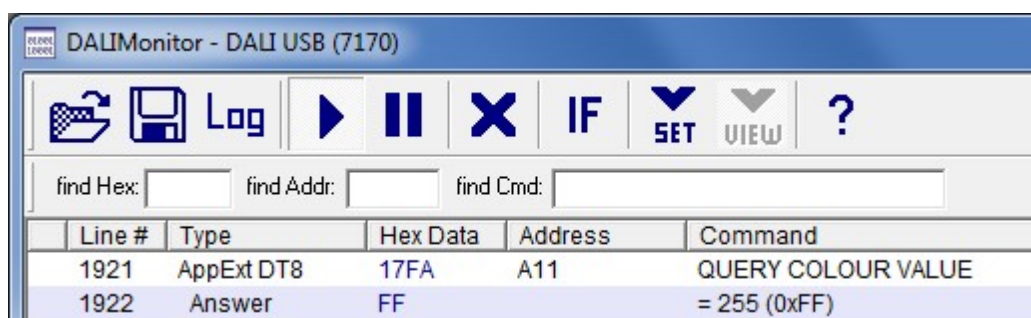 DALIMonitor - DALI USB (7170)
Log IF SET VIEW ?
find Hex: find Addr: find Cmd:
Line # Type Hex Data Address Command
1921 AppExt DT8 17FA A11 QUERY COLOUR VALUE
1922 Answer FF = 255 (0xFF)